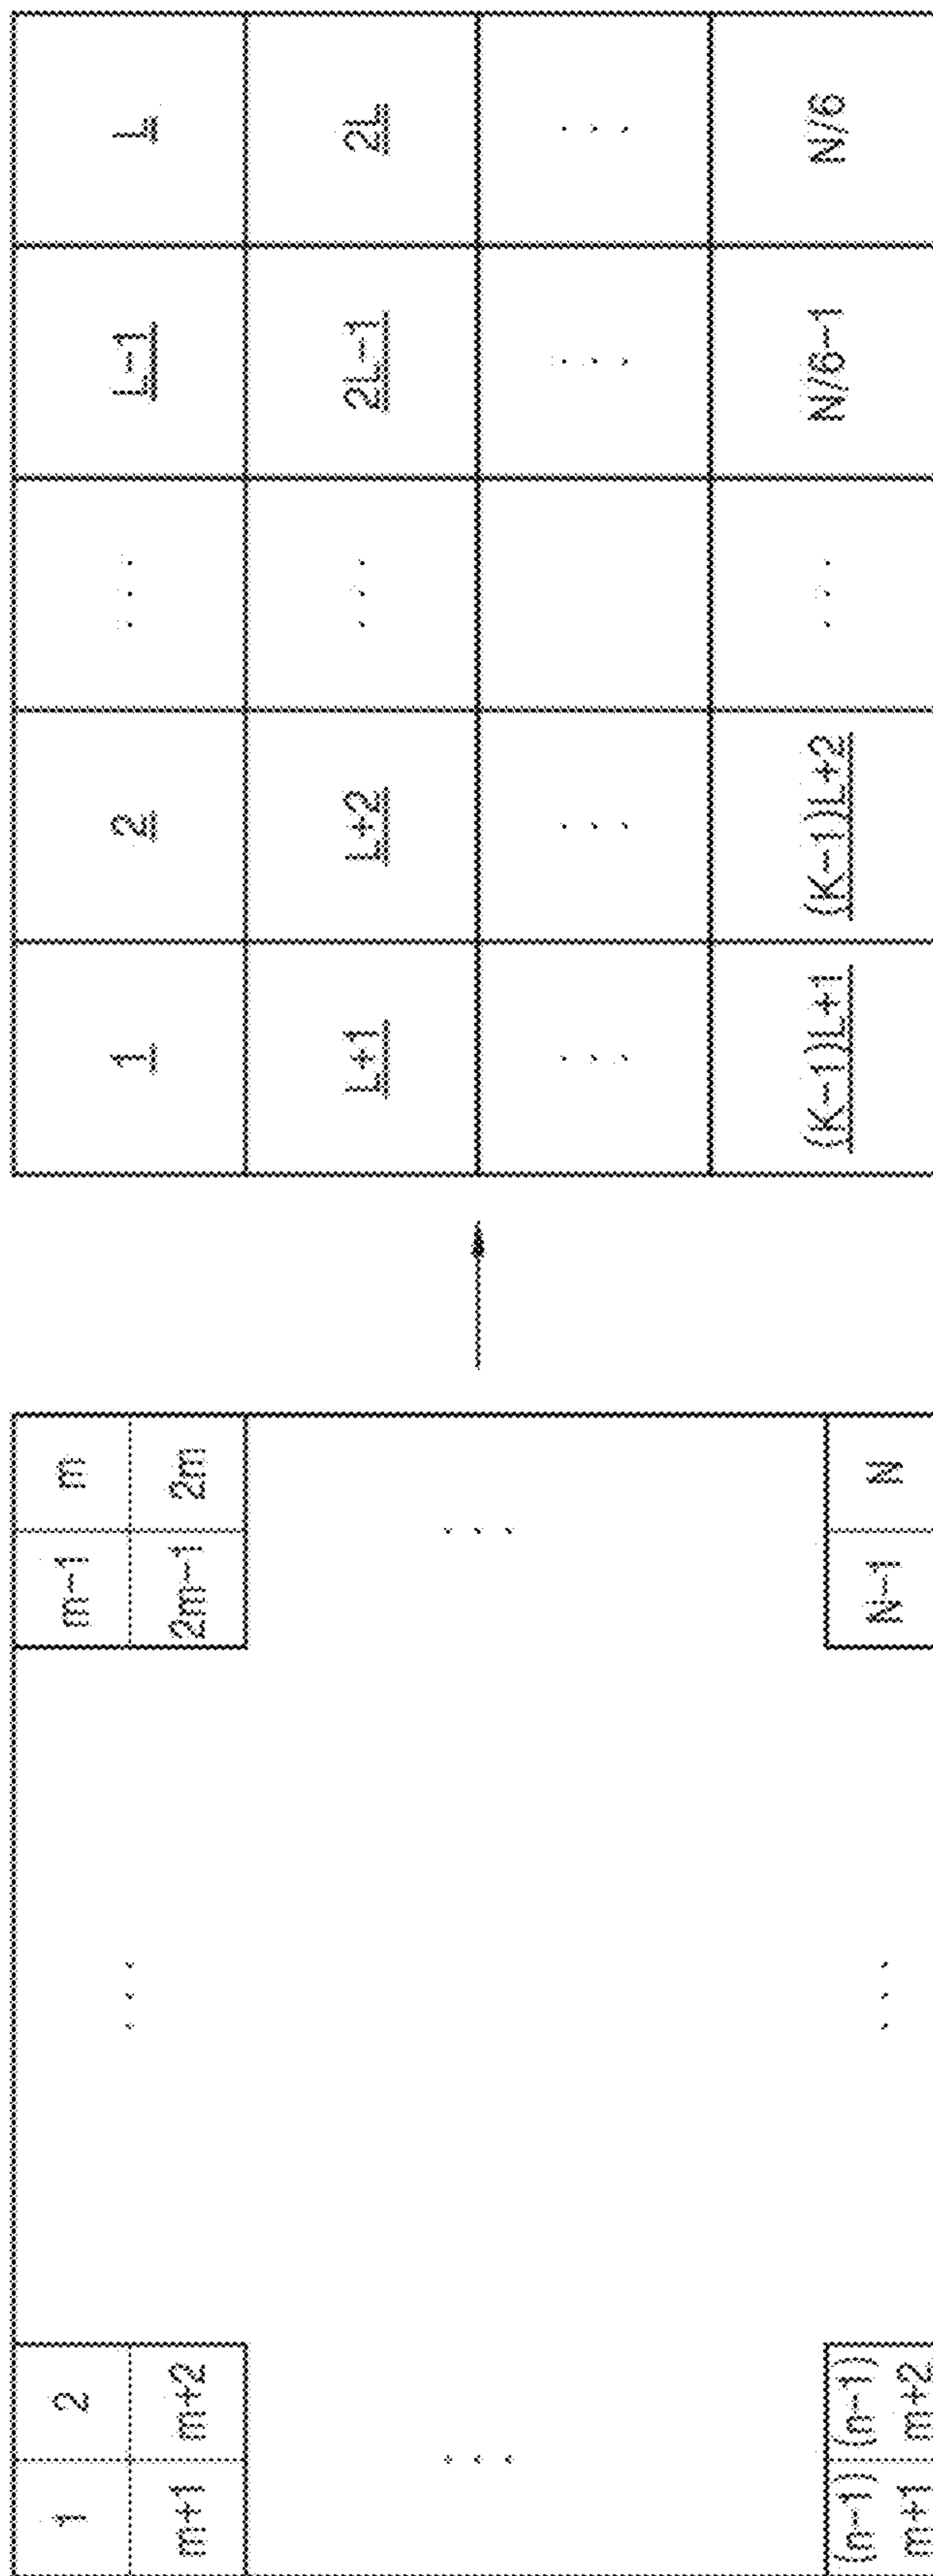 1 2 ... m-1 m
m+1 m+2 2m-1 2m
(n-1) (n-1) ... N-1 N
m+1 m+2
1 2 ... L-1 L
L+1 L+2 ... 2L-1 2L
(K-1)L+1 (K-1)L+2 ... N/6-1 N/6